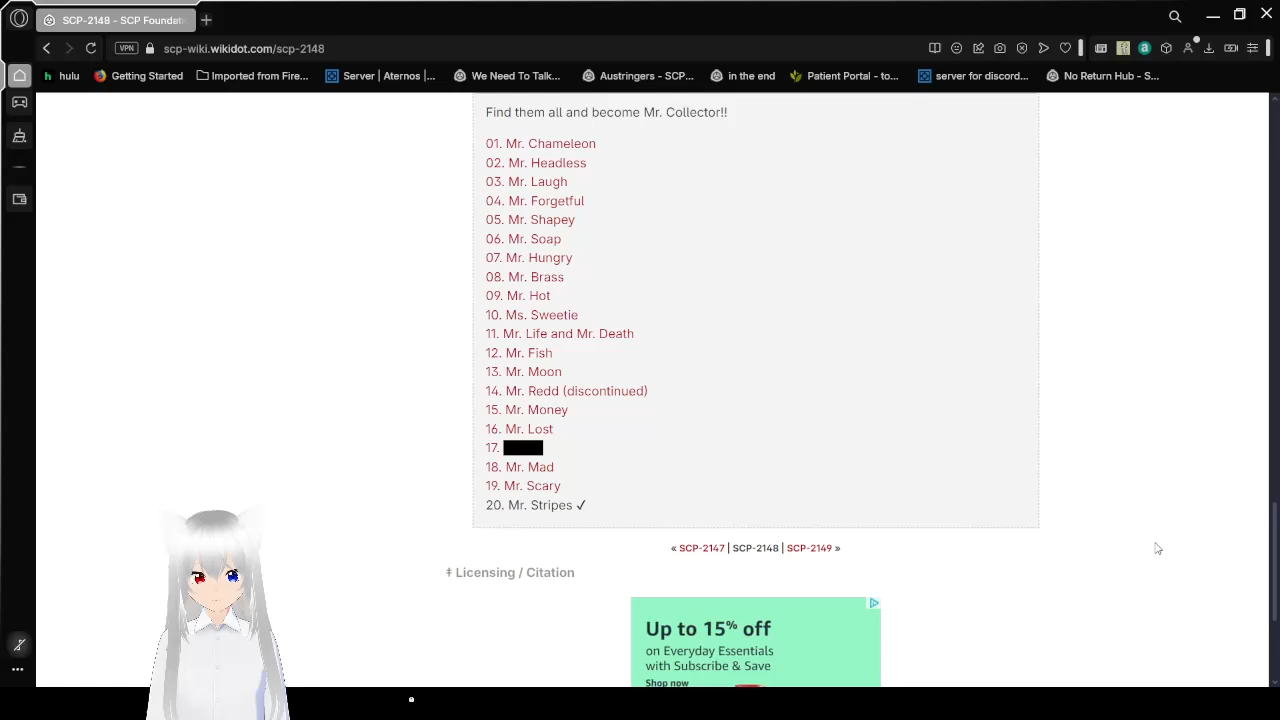 SCP-2148 - SCP Foundati
VPN
scp-wiki.wikidot.com/scp-2148
h hulu
Getting Started
Imported from Fire...
Server | Aternos |...
We Need To Talk...
Austringers - SCP...
in the end
Patient Portal - to...
server for discord...
No Return Hub - S...
Find them all and become Mr. Collector!!
01. Mr. Chameleon
02. Mr. Headless
03. Mr. Laugh
04. Mr. Forgetful
05. Mr. Shapey
06. Mr. Soap
07. Mr. Hungry
08. Mr. Brass
09. Mr. Hot
10. Ms. Sweetie
11. Mr. Life and Mr. Death
12. Mr. Fish
13. Mr. Moon
14. Mr. Redd (discontinued)
15. Mr. Money
16. Mr. Lost
17.
18. Mr. Mad
19. Mr. Scary
20. Mr. Stripes ✓
« SCP-2147 | SCP-2148 | SCP-2149 »
‡ Licensing / Citation
Up to 15% off
on Everyday Essentials
with Subscribe & Save
Shop now